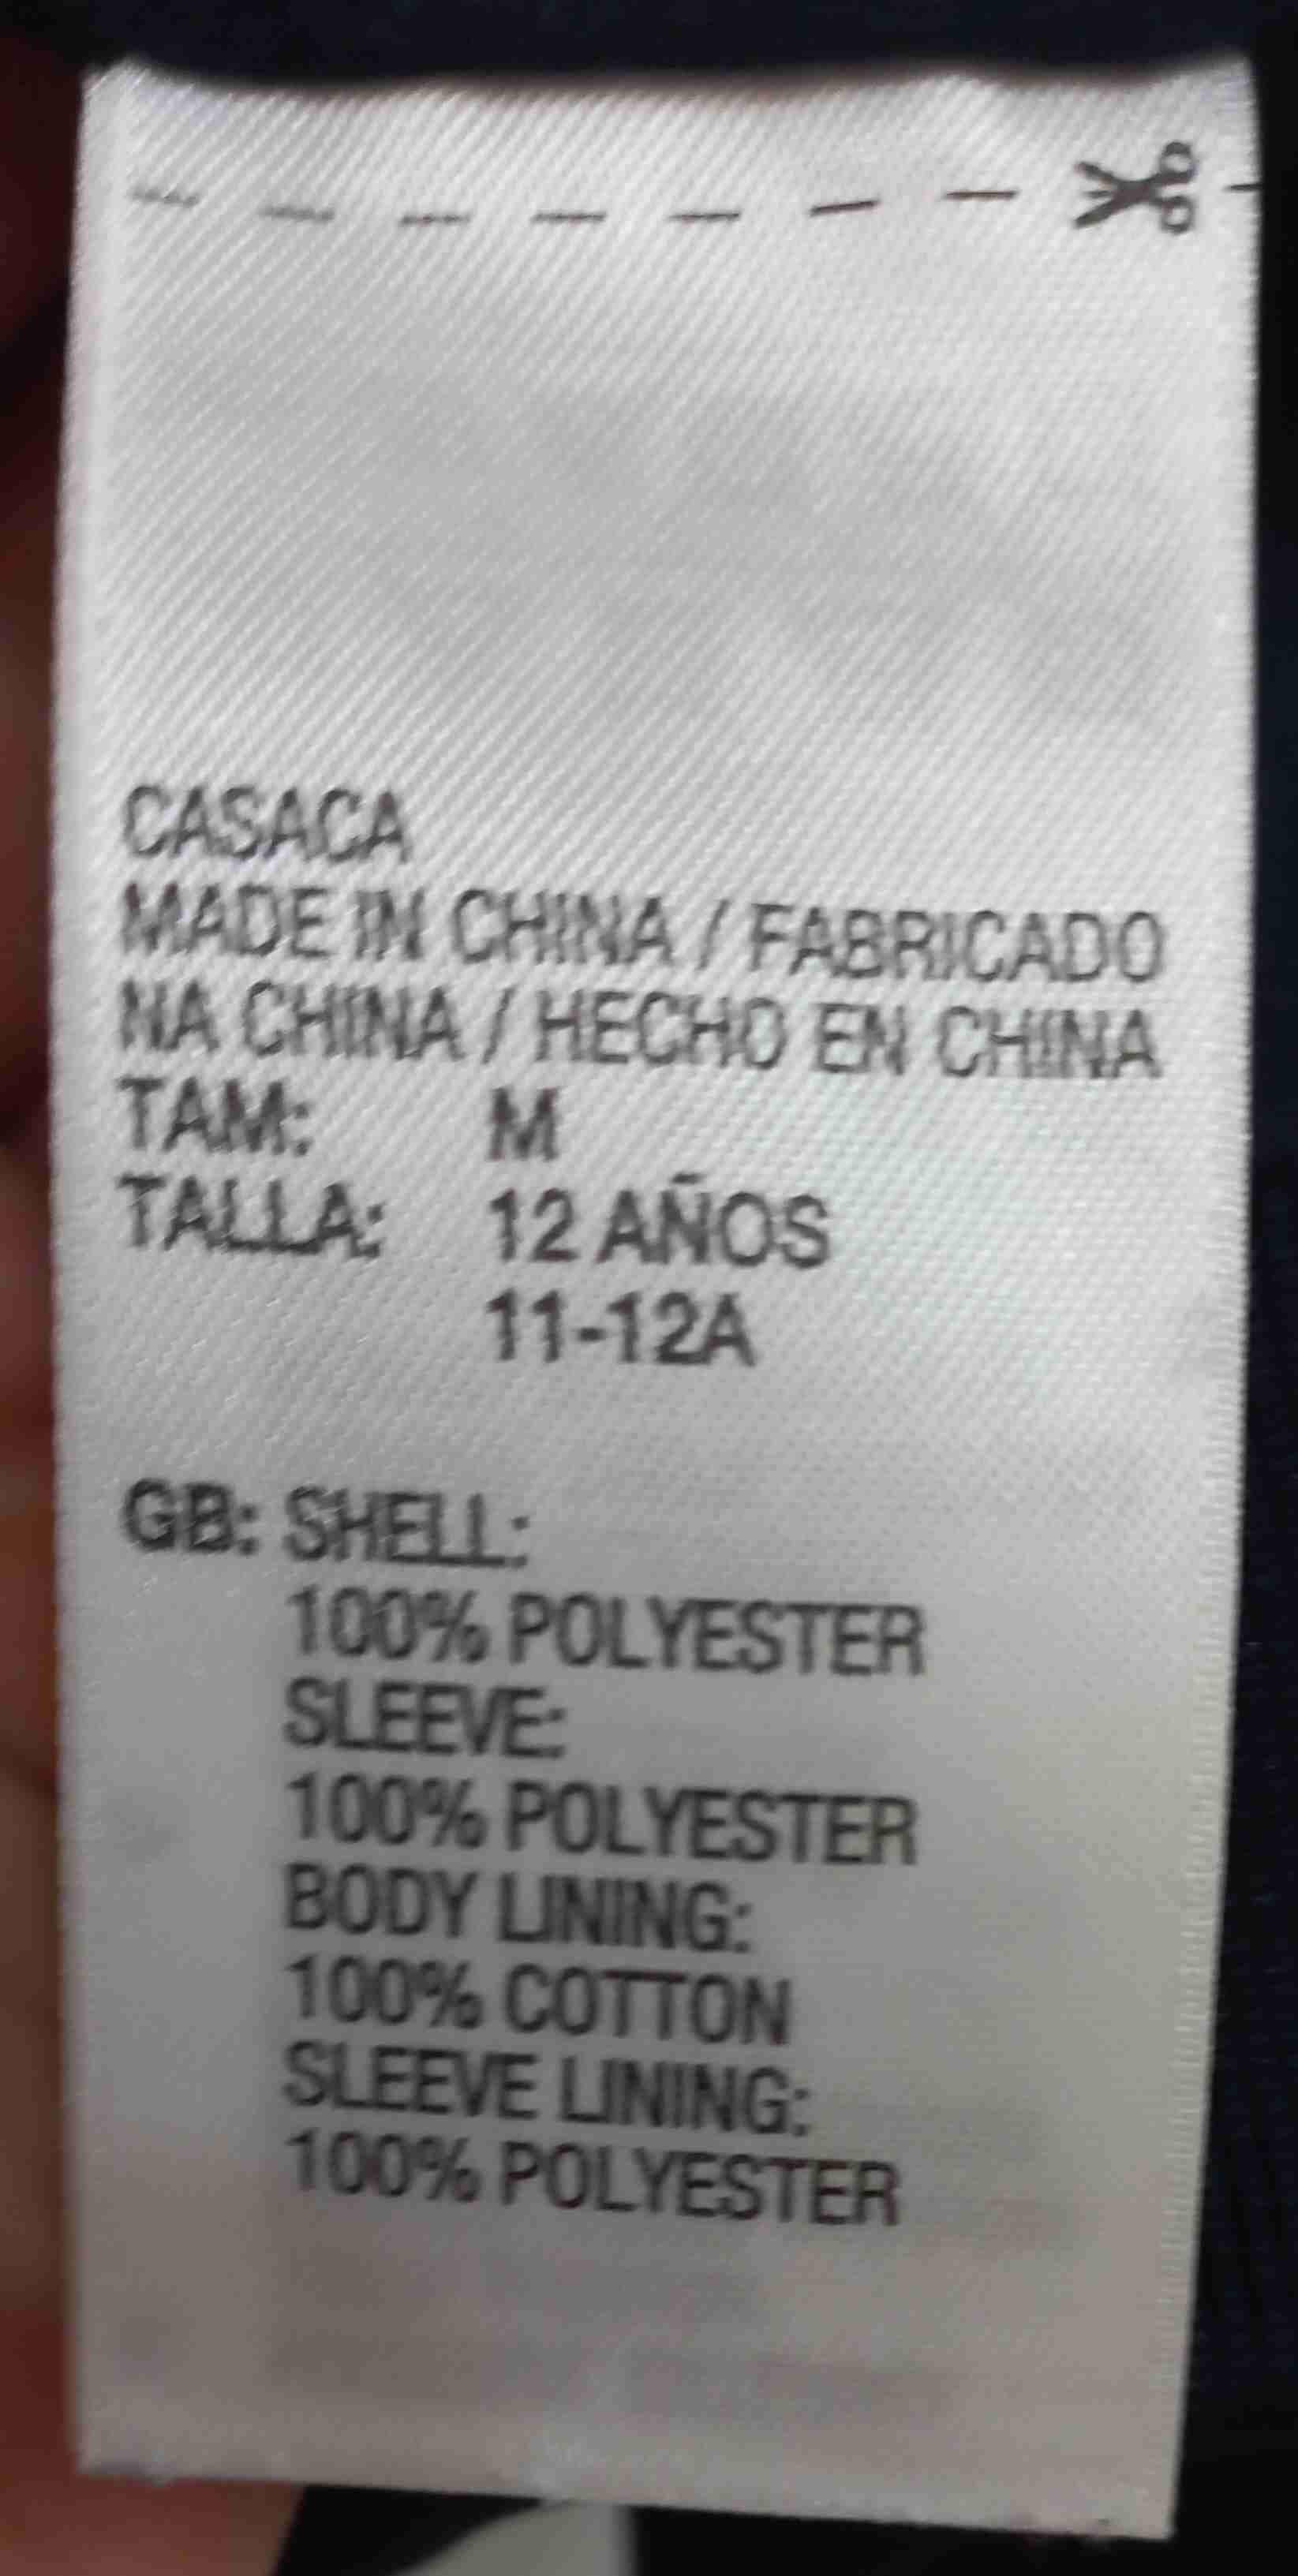 CASACA
MADE IN CHINA / FABRICADO
NA CHINA / HECHO EN CHINA
TAM: M
TALLA: 12 AÑOS
11-12A
GB: SHELL:
100% POLYESTER
SLEEVE:
100% POLYESTER
BODY LINING:
100% COTTON
SLEEVE LINING:
100% POLYESTER